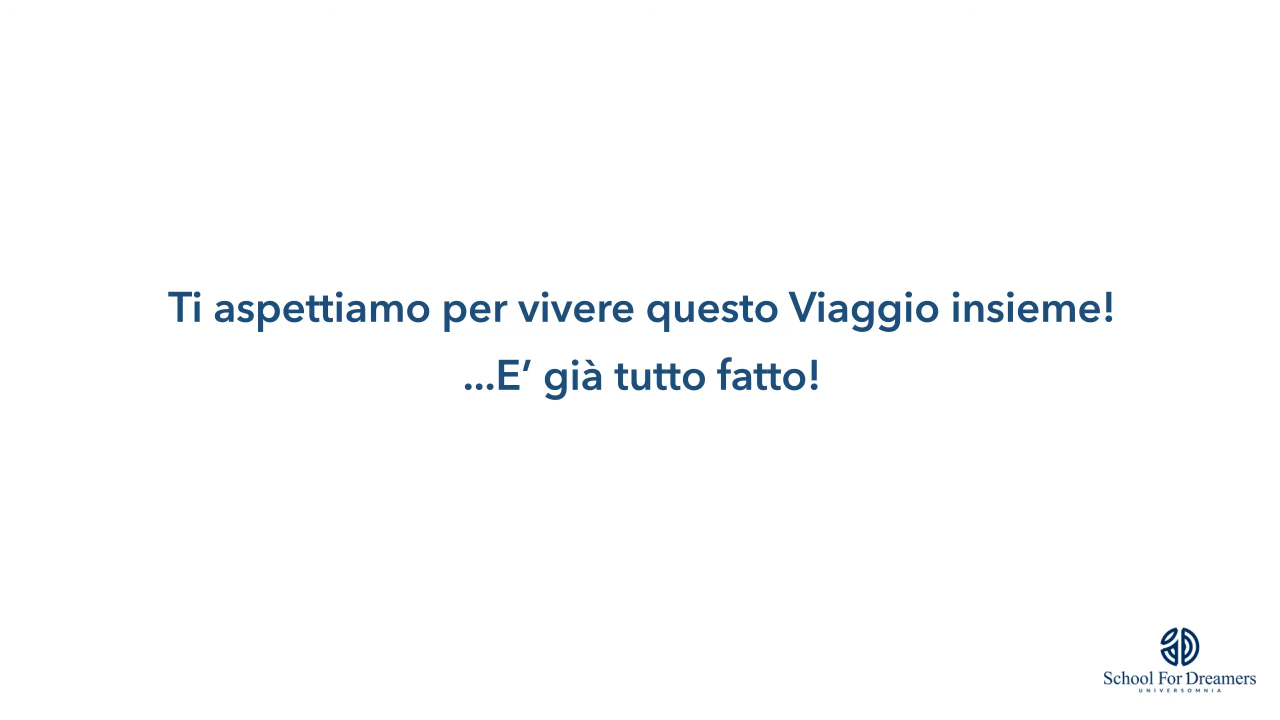 Ti aspettiamo per vivere questo Viaggio insieme!
...E’ già tutto fatto!
School For Dreamers
UNIVERSOMNIA